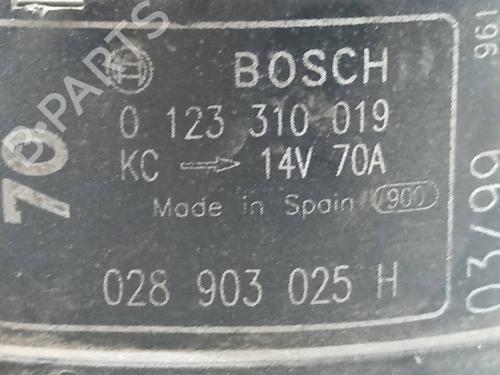 BOSCH
0 123 310 019
KC → 14V 70A
Made in Spain 900
028 903 025 H
70
03/99
961
B-PARTS